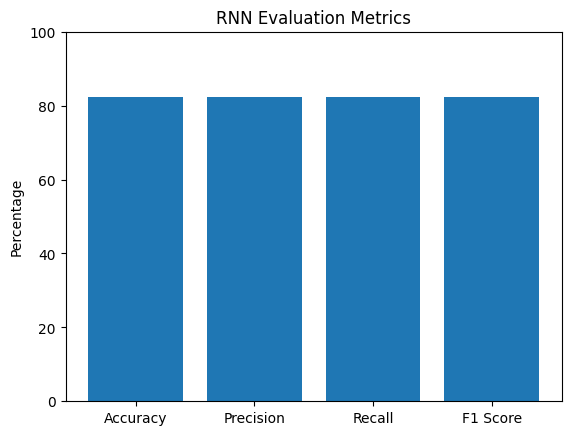 RNN Evaluation Metrics
Percentage
100
80
60
40
20
0
Accuracy Precision Recall F1 Score